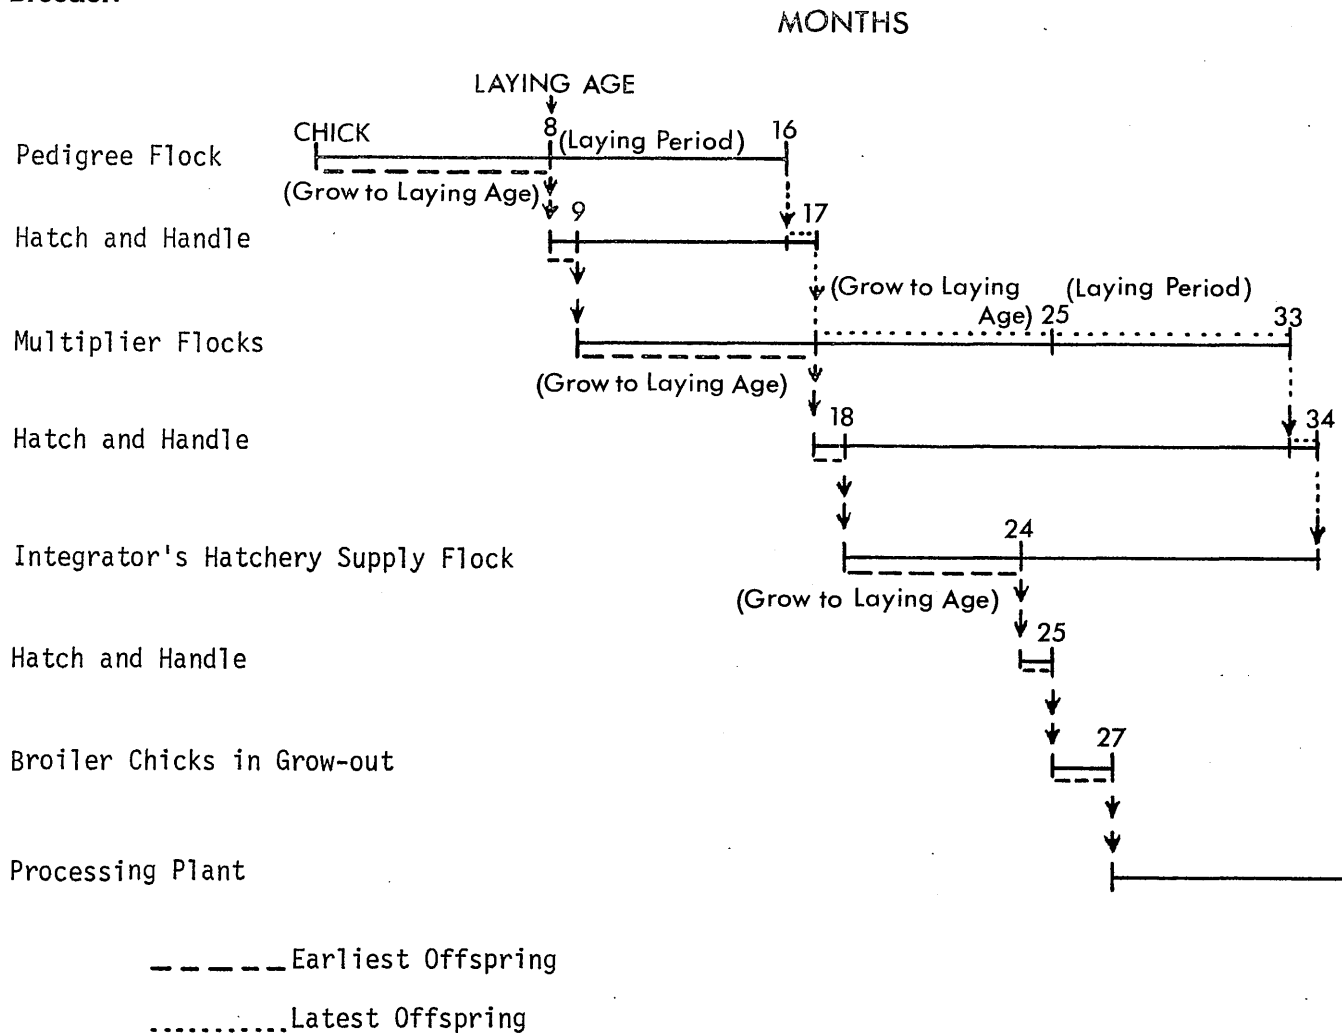 MONTHS
LAYING AGE
CHICK 8 (Laying Period) 16
Pedigree Flock
(Grow to Laying Age)
9 17
Hatch and Handle
(Grow to Laying Age) 25 (Laying Period) 33
Multiplier Flocks
(Grow to Laying Age)
18 34
Hatch and Handle
24
Integrator's Hatchery Supply Flock
(Grow to Laying Age)
25
Hatch and Handle
27
Broiler Chicks in Grow-out
Processing Plant
Earliest Offspring
Latest Offspring